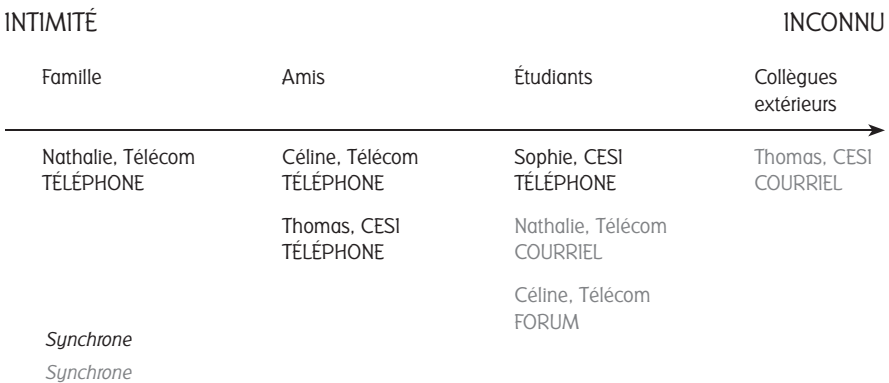 INTIMITÉ
INCONNU
Famille
Amis
Étudiants
Collègues
extérieurs
Nathalie, Télécom
TÉLÉPHONE
Céline, Télécom
TÉLÉPHONE
Thomas, CESI
TÉLÉPHONE
Sophie, CESI
TÉLÉPHONE
Nathalie, Télécom
COURRIEL
Céline, Télécom
FORUM
Thomas, CESI
COURRIEL
Synchrone
Synchrone